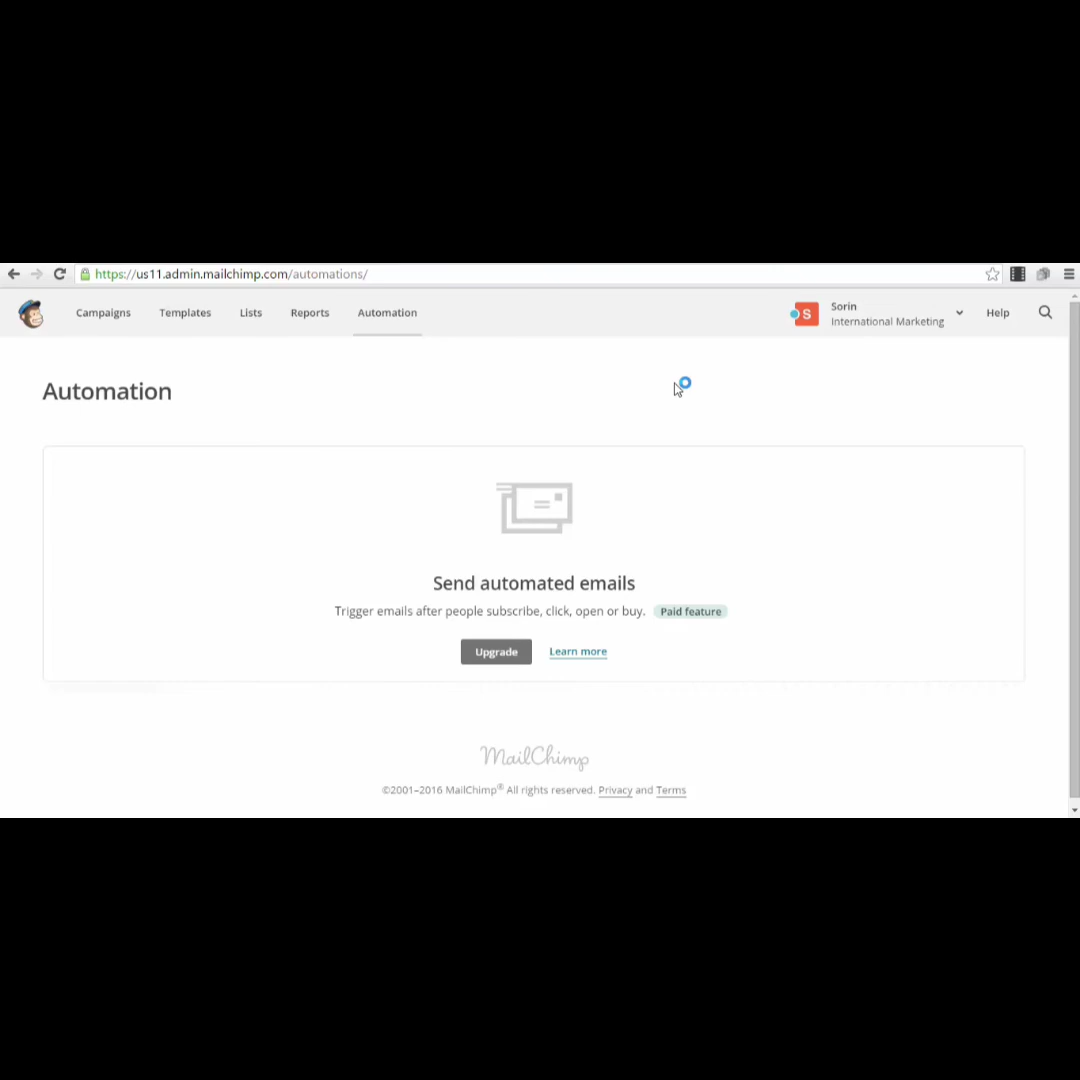 https://us11.admin.mailchimp.com/automations/
Campaigns Templates Lists Reports Automation S Sorin International Marketing Help
Automation
Send automated emails
Trigger emails after people subscribe, click, open or buy. Paid feature
Upgrade Learn more
MailChimp
©2001–2016 MailChimp® All rights reserved. Privacy and Terms